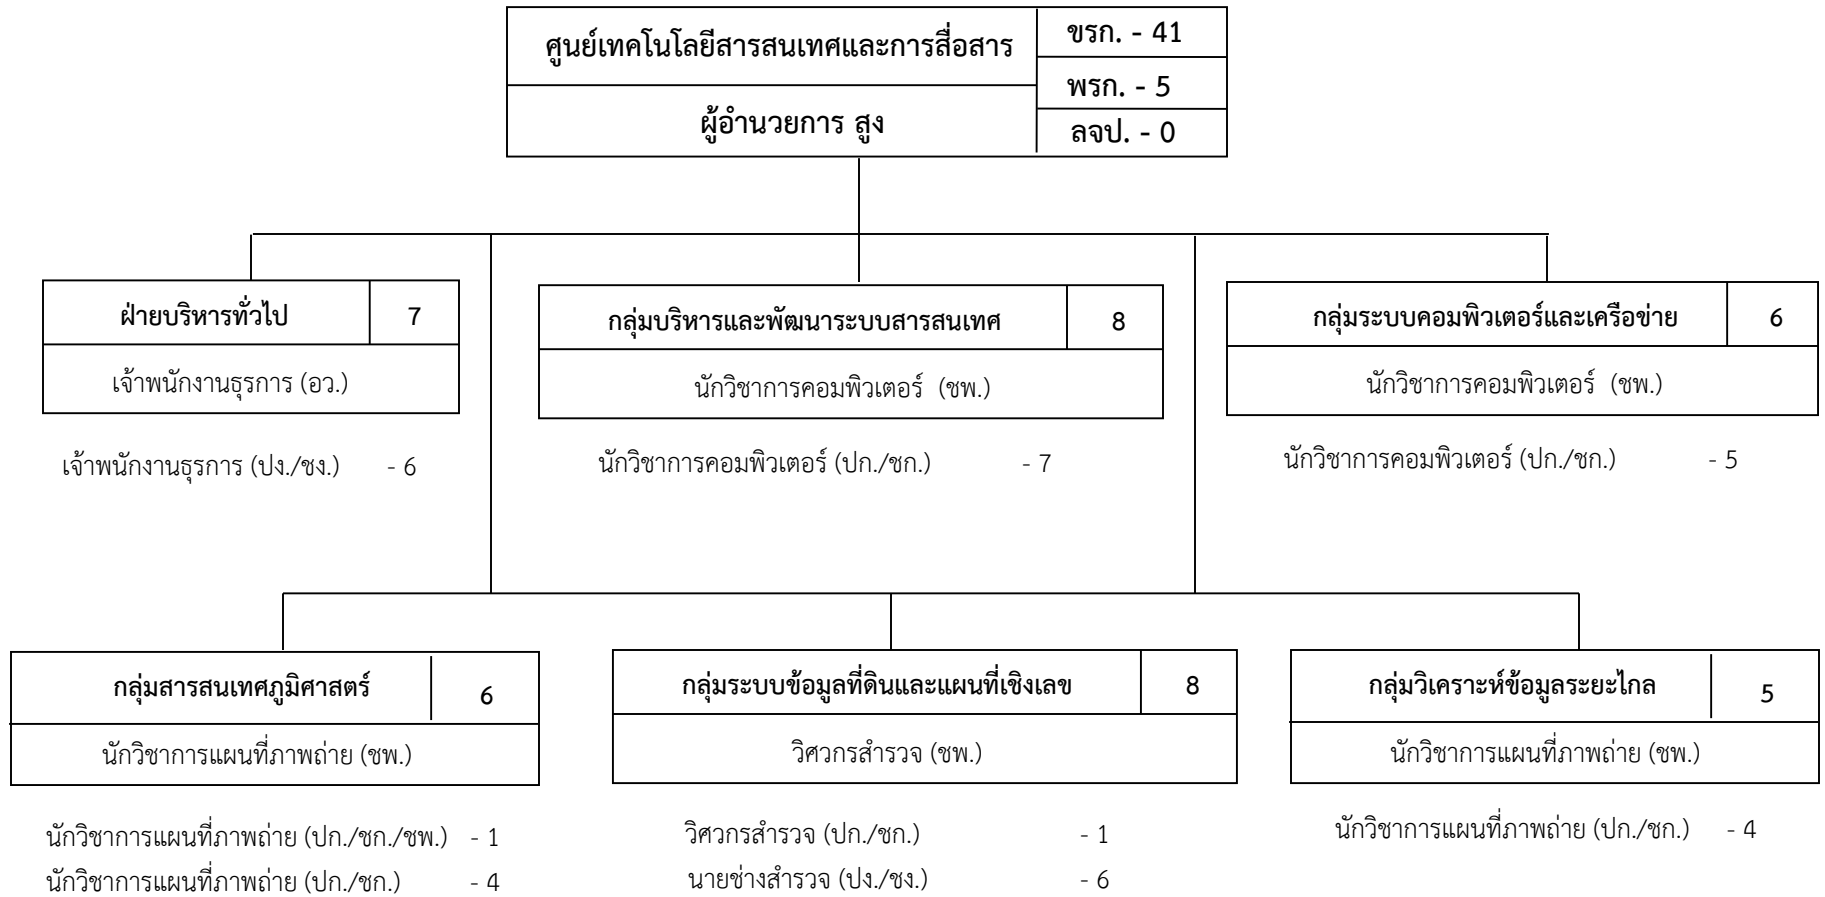 ศูนย์เทคโนโลยีสารสนเทศและการสื่อสาร
ขรก. - 41
พรก. - 5
ผู้อำนวยการ สูง
ลจป. - 0
ฝ่ายบริหารทั่วไป 7
เจ้าพนักงานธุรการ (อว.)
เจ้าพนักงานธุรการ (ปง./ชง.) - 6
กลุ่มบริหารและพัฒนาระบบสารสนเทศ 8
นักวิชาการคอมพิวเตอร์ (ชพ.)
นักวิชาการคอมพิวเตอร์ (ปก./ชก.) - 7
กลุ่มระบบคอมพิวเตอร์และเครือข่าย 6
นักวิชาการคอมพิวเตอร์ (ชพ.)
นักวิชาการคอมพิวเตอร์ (ปก./ชก.) - 5
กลุ่มสารสนเทศภูมิศาสตร์ 6
นักวิชาการแผนที่ภาพถ่าย (ชพ.)
นักวิชาการแผนที่ภาพถ่าย (ปก./ชก./ชพ.) - 1
นักวิชาการแผนที่ภาพถ่าย (ปก./ชก.) - 4
กลุ่มระบบข้อมูลที่ดินและแผนที่เชิงเลข 8
วิศวกรสำรวจ (ชพ.)
วิศวกรสำรวจ (ปก./ชก.) - 1
นายช่างสำรวจ (ปง./ชง.) - 6
กลุ่มวิเคราะห์ข้อมูลระยะไกล 5
นักวิชาการแผนที่ภาพถ่าย (ชพ.)
นักวิชาการแผนที่ภาพถ่าย (ปก./ชก.) - 4